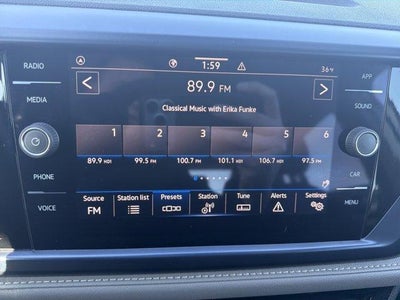 RADIO
1:59
36°F
APP
MEDIA
89.9 FM
SOUND
Classical Music with Erika Funke
1 2 3 4 5 6
89.9 HD1 99.5 FM 100.7 FM 101.1 HD1 106.7 HD1 97.5 FM
PHONE
CAR
Source Station list Presets Station Tune Alerts Settings
FM
VOICE
MENU